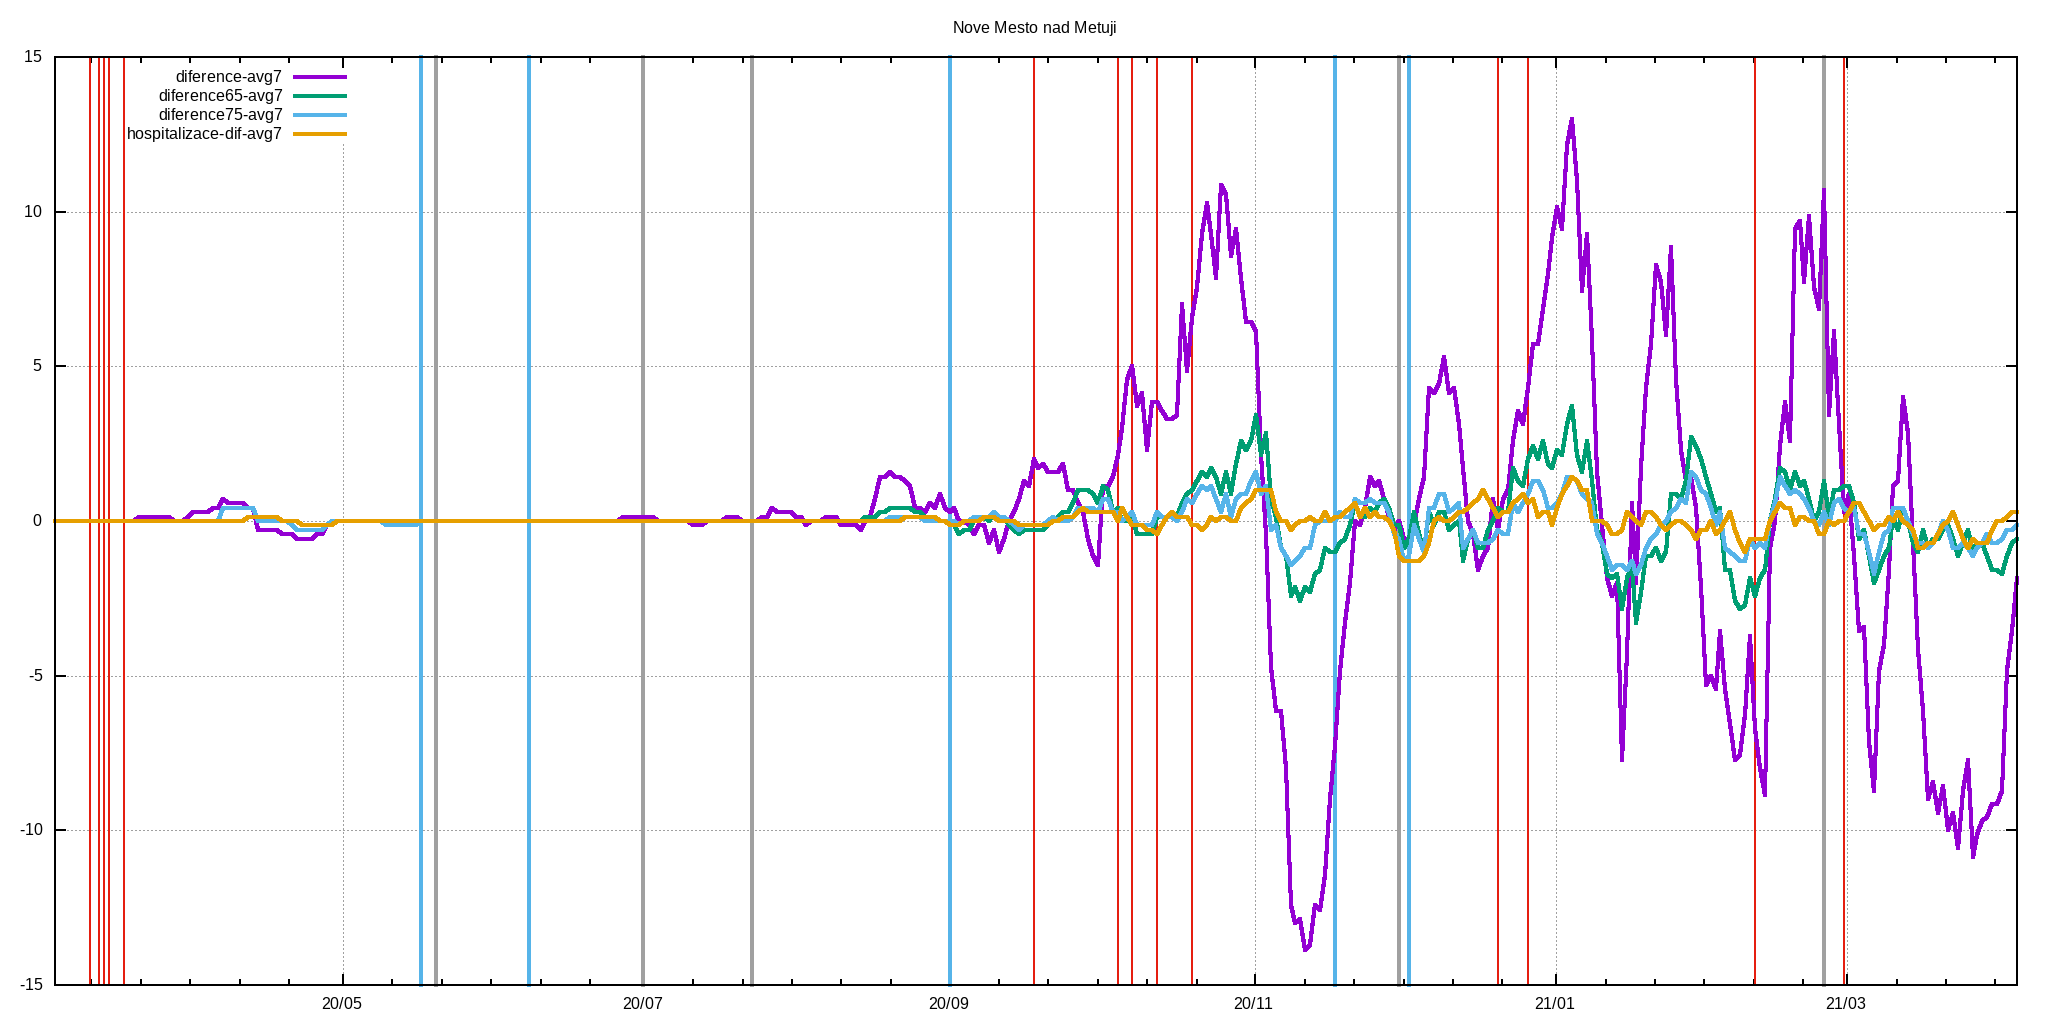 Nove Mesto nad Metuji
15
diference-avg7
diference65-avg7
diference75-avg7
hospitalizace-dif-avg7
10
5
0
-5
-10
-15
20/05 20/07 20/09 20/11 21/01 21/03